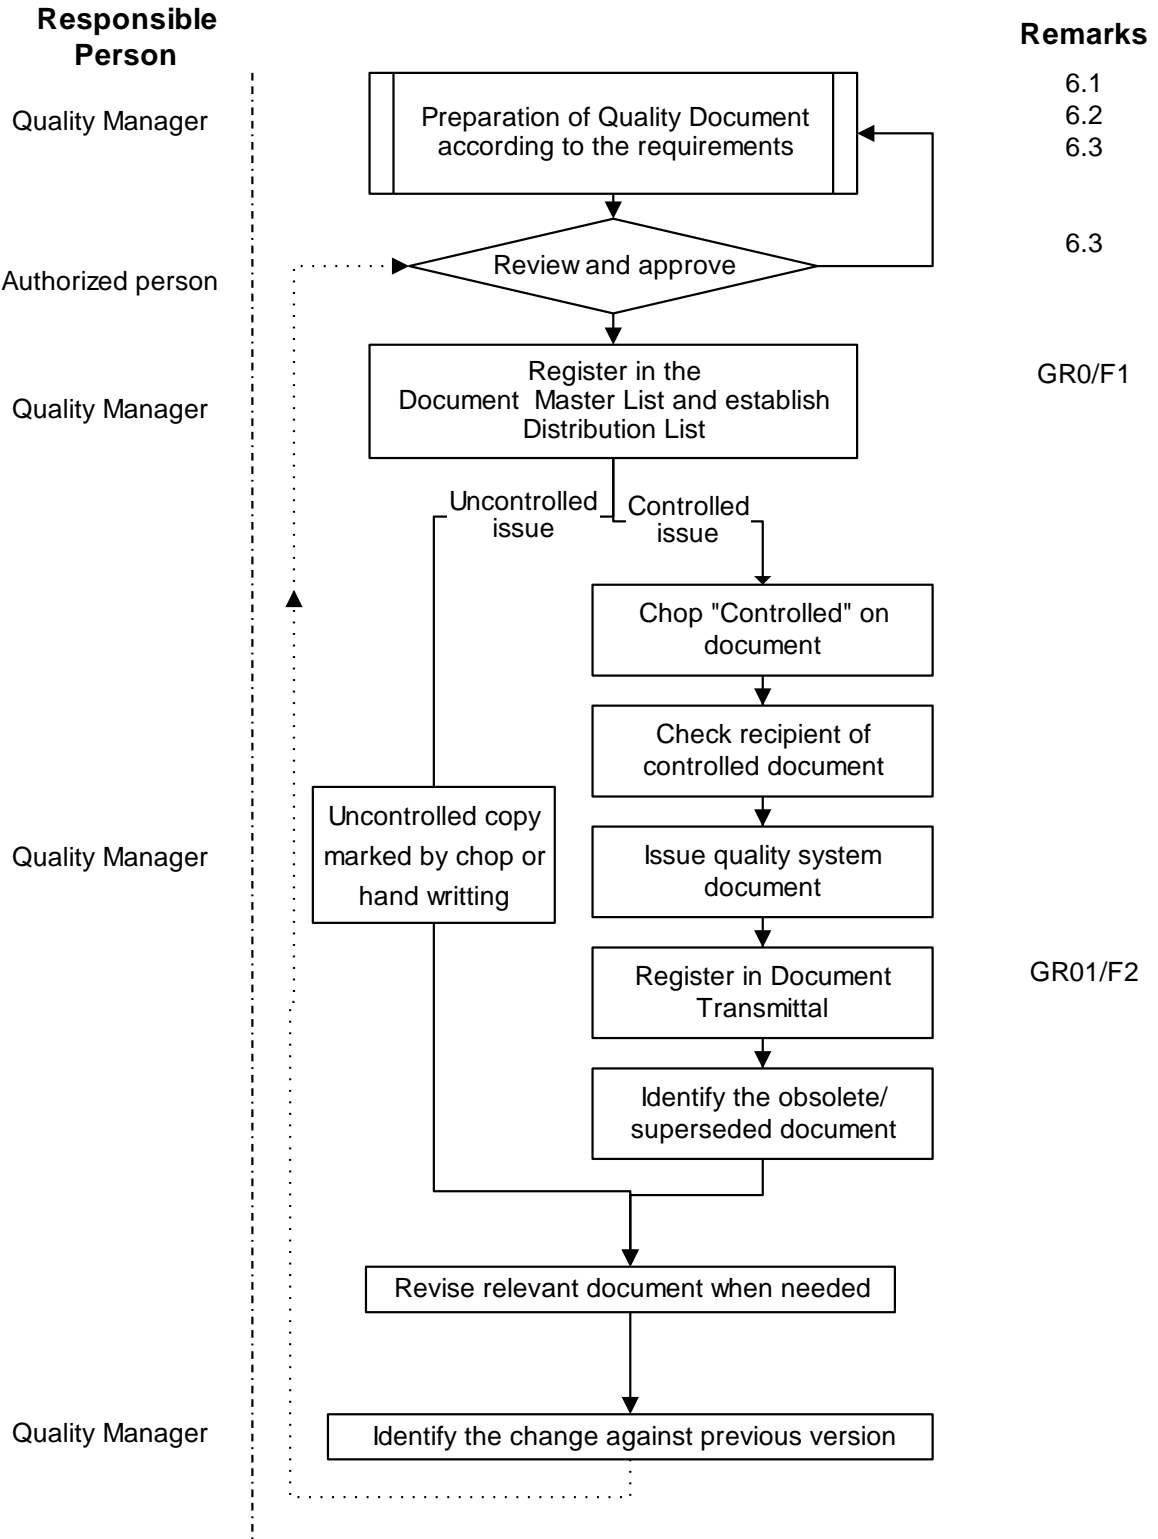 Responsible
Person
Remarks
Quality Manager
Preparation of Quality Document
according to the requirements
6.1
6.2
6.3
Authorized person
Review and approve
6.3
Quality Manager
Register in the
Document  Master List and establish
Distribution List
GR0/F1
Uncontrolled
issue
Controlled
issue
Chop "Controlled" on
document
Check recipient of
controlled document
Quality Manager
Uncontrolled copy
marked by chop or
hand writting
Issue quality system
document
Register in Document
Transmittal
GR01/F2
Identify the obsolete/
superseded document
Revise relevant document when needed
Quality Manager
Identify the change against previous version